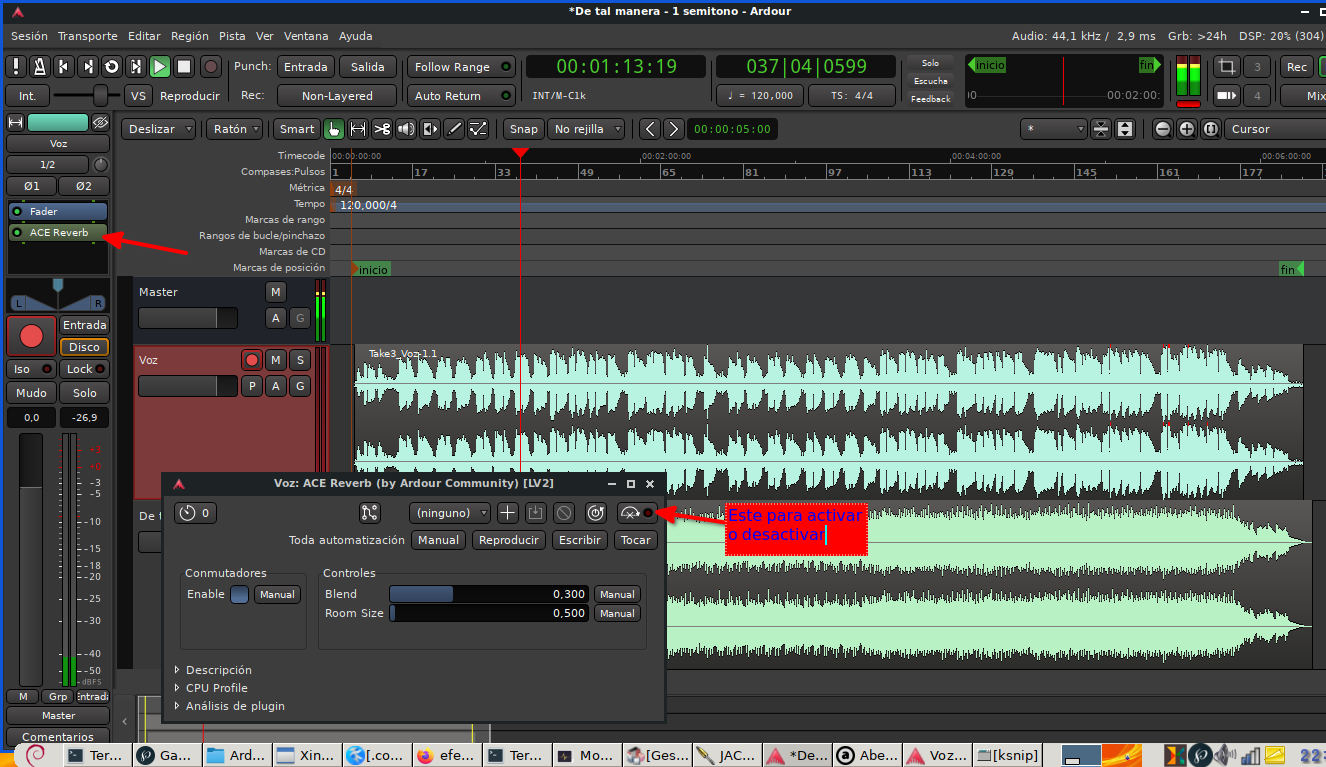 *De tal manera - 1 semitono - Ardour
Sesión Transporte Editar Región Pista Ver Ventana Ayuda
Audio: 44,1 kHz / 2,9 ms Grb: >24h DSP: 20% (304)
Punch: Entrada Salida Follow Range 00:01:13:19 037|04|0599
Solo
Escucha
Feedback
inicio fin
3 Rec
Int. VS Reproducir Rec: Non-Layered Auto Return INT/M-Clk ♩ = 120,000 TS: 4/4
00:00:02:00:
4 Mix
Deslizar Ratón Smart Snap No rejilla 00:00:05:00 * Cursor
Voz
1/2
Ø1 Ø2
Fader
ACE Reverb
L R
Entrada
Disco
Iso Lock
Mudo Solo
0,0 -26,9
+2
+0
-3
-5
-10
-15
-18
-20
-25
-30
-40
-50
dBFS
M Grp Entrada
Master
Comentarios
Timecode 00:00:00:00 00:02:00:00 00:04:00:00 00:06:00:00
Compases:Pulsos 1 17 33 49 65 81 97 113 129 145 161 177
Métrica 4/4
Tempo 120,000/4
Marcas de rango
Rangos de bucle/pinchazo
Marcas de CD
Marcas de posición inicio fin
Master M
A G
Voz M S
P A G
Take3_Voz-1.1
De t
Voz: ACE Reverb (by Ardour Community) [LV2]
0 (ninguno)
Toda automatización Manual Reproducir Escribir Tocar
Conmutadores
Enable Manual
Controles
Blend 0,300 Manual
Room Size 0,500 Manual
Descripción
CPU Profile
Análisis de plugin
Este para activar
o desactivar
Ter... Ga... Ard... Xin... [.co... efe... Ter... Mo... [Ges... JAC... *De... Abe... Voz... [ksnip]
22: